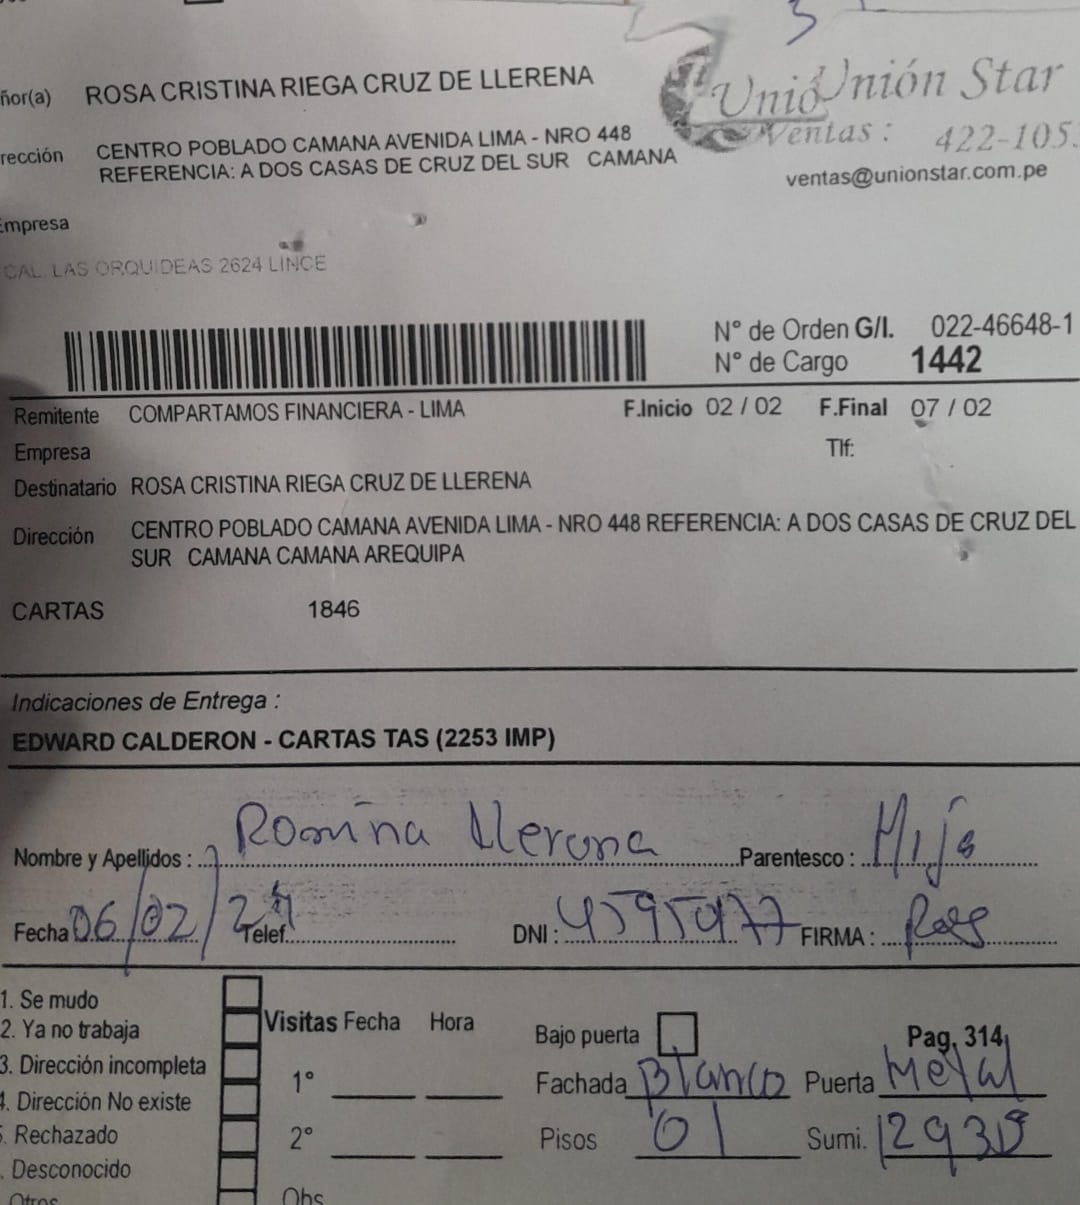 ñor(a) ROSA CRISTINA RIEGA CRUZ DE LLERENA
Unió Unión Star
Ventas : 422-105
rección CENTRO POBLADO CAMANA AVENIDA LIMA - NRO 448
REFERENCIA: A DOS CASAS DE CRUZ DEL SUR CAMANA
ventas@unionstar.com.pe
Empresa
CAL. LAS ORQUIDEAS 2624 LINCE
N° de Orden G/I. 022-46648-1
N° de Cargo 1442
Remitente COMPARTAMOS FINANCIERA - LIMA F.Inicio 02 / 02 F.Final 07 / 02
Empresa Tlf:
Destinatario ROSA CRISTINA RIEGA CRUZ DE LLERENA
Dirección CENTRO POBLADO CAMANA AVENIDA LIMA - NRO 448 REFERENCIA: A DOS CASAS DE CRUZ DEL
SUR CAMANA CAMANA AREQUIPA
CARTAS 1846
Indicaciones de Entrega :
EDWARD CALDERON - CARTAS TAS (2253 IMP)
Nombre y Apellidos : Romina Llerena Parentesco : Hija
Fecha 06/02/24 Telef. DNI : 45959477 FIRMA :
1. Se mudo
2. Ya no trabaja
3. Dirección incompleta
4. Dirección No existe
5. Rechazado
. Desconocido
Otros
Visitas Fecha Hora
1°
2°
Obs
Bajo puerta Pag. 314
Fachada Blanco Puerta Metal
Pisos 01 Sumi. 12938